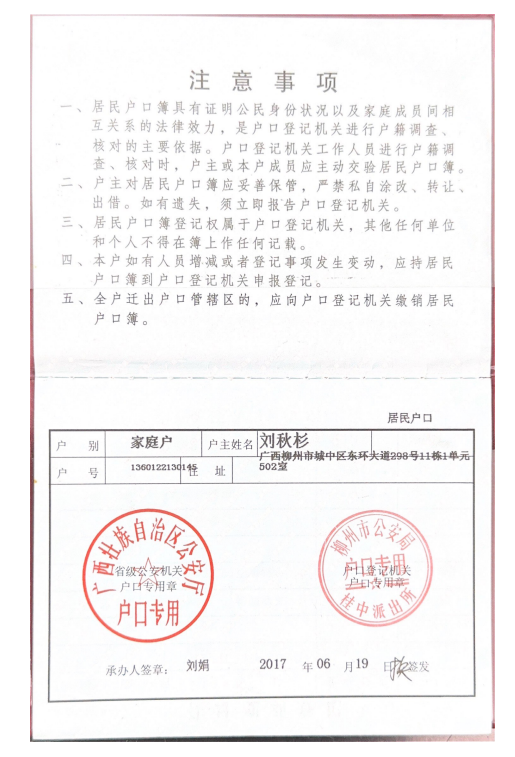 注意事项
一、居民户口簿具有证明公民身份状况以及家庭成员间相
互关系的法律效力，是户口登记机关进行户籍调查、
核对的主要依据。户口登记机关工作人员进行户籍调
查、核对时，户主或本户成员应主动交验居民户口簿。
二、户主对居民户口簿应妥善保管，严禁私自涂改、转让、
出借。如有遗失，须立即报告户口登记机关。
三、居民户口簿登记权属于户口登记机关，其他任何单位
和个人不得在簿上作任何记载。
四、本户如有人员增减或者登记事项发生变动，应持居民
户口簿到户口登记机关申报登记。
五、全户迁出户口管辖区的，应向户口登记机关缴销居民
户口簿。
居民户口
户别 家庭户 户主姓名 刘秋杉
户号 1360122130145 住址 广西柳州市城中区东环大道298号11栋1单元
502室
广西壮族自治区公安厅
省级公安机关
户口专用章
户口专用
柳州市公安局
户口专用
户口登记机关
户口专用章
桂中派出所
承办人签章： 刘娟 2017 年 06 月 19 日 签发